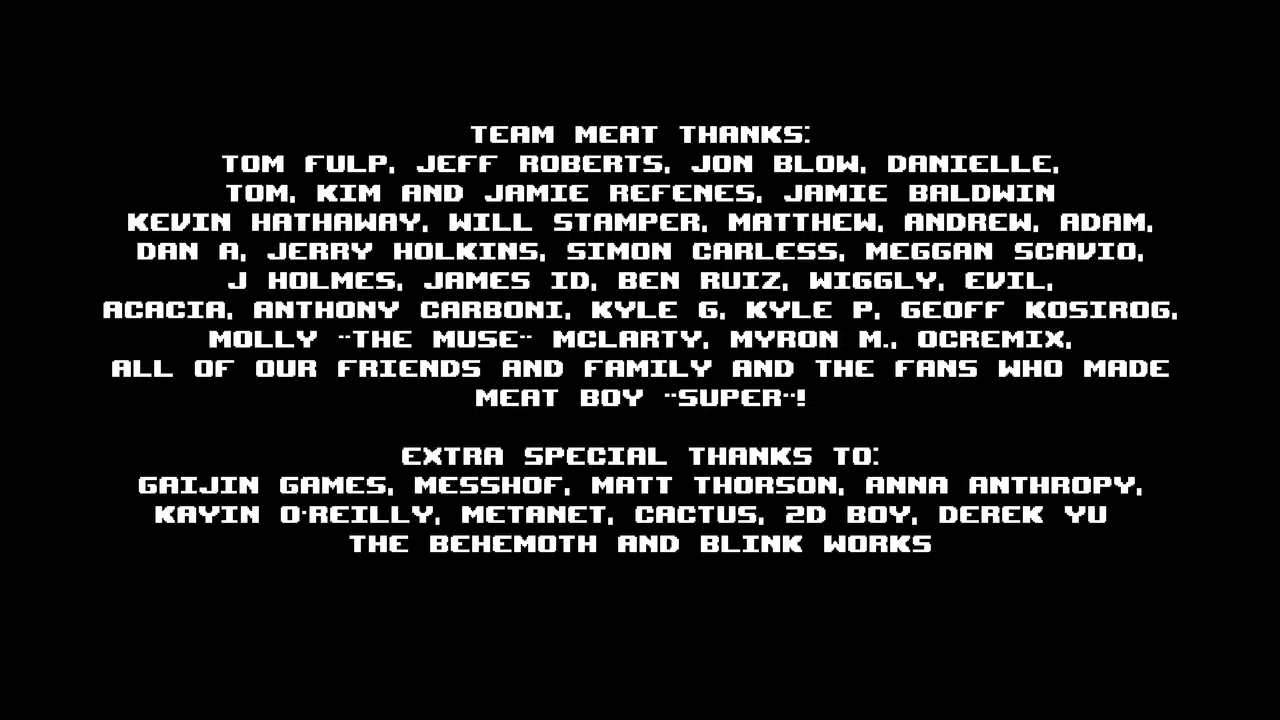 TEAM MEAT THANKS:
TOM FULP, JEFF ROBERTS, JON BLOW, DANIELLE,
TOM, KIM AND JAMIE REFENES, JAMIE BALDWIN
KEVIN HATHAWAY, WILL STAMPER, MATTHEW, ANDREW, ADAM,
DAN A, JERRY HOLKINS, SIMON CARLESS, MEGGAN SCAVIO,
J HOLMES, JAMES ID, BEN RUIZ, WIGGLY, EVIL,
ACACIA, ANTHONY CARBONI, KYLE G, KYLE P, GEOFF KOSIROG,
MOLLY "THE MUSE" MCLARTY, MYRON M., OCREMIX,
ALL OF OUR FRIENDS AND FAMILY AND THE FANS WHO MADE
MEAT BOY "SUPER"!
EXTRA SPECIAL THANKS TO:
GAIJIN GAMES, MESSHOF, MATT THORSON, ANNA ANTHROPY,
KAYIN O'REILLY, METANET, CACTUS, 2D BOY, DEREK YU
THE BEHEMOTH AND BLINK WORKS